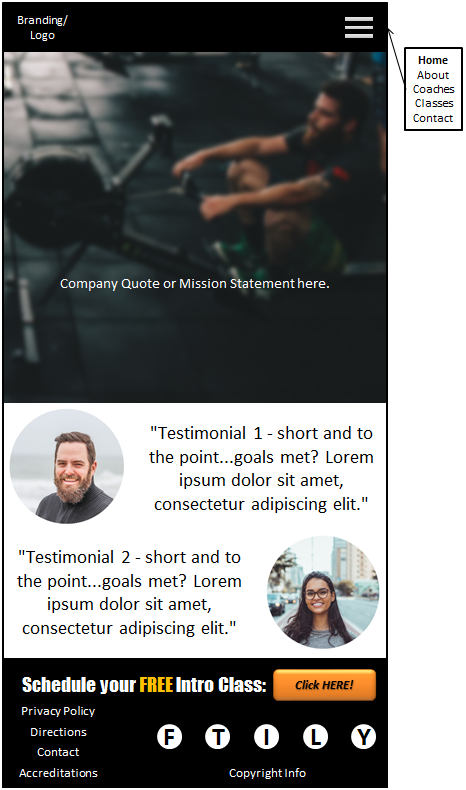 Branding/
Logo
Home
About
Coaches
Classes
Contact
Company Quote or Mission Statement here.
"Testimonial 1 - short and to
the point...goals met? Lorem
ipsum dolor sit amet,
consectetur adipiscing elit."
"Testimonial 2 - short and to
the point...goals met? Lorem
ipsum dolor sit amet,
consectetur adipiscing elit."
Schedule your FREE Intro Class: Click HERE!
Privacy Policy
Directions
Contact
Accreditations
F T I L Y
Copyright Info